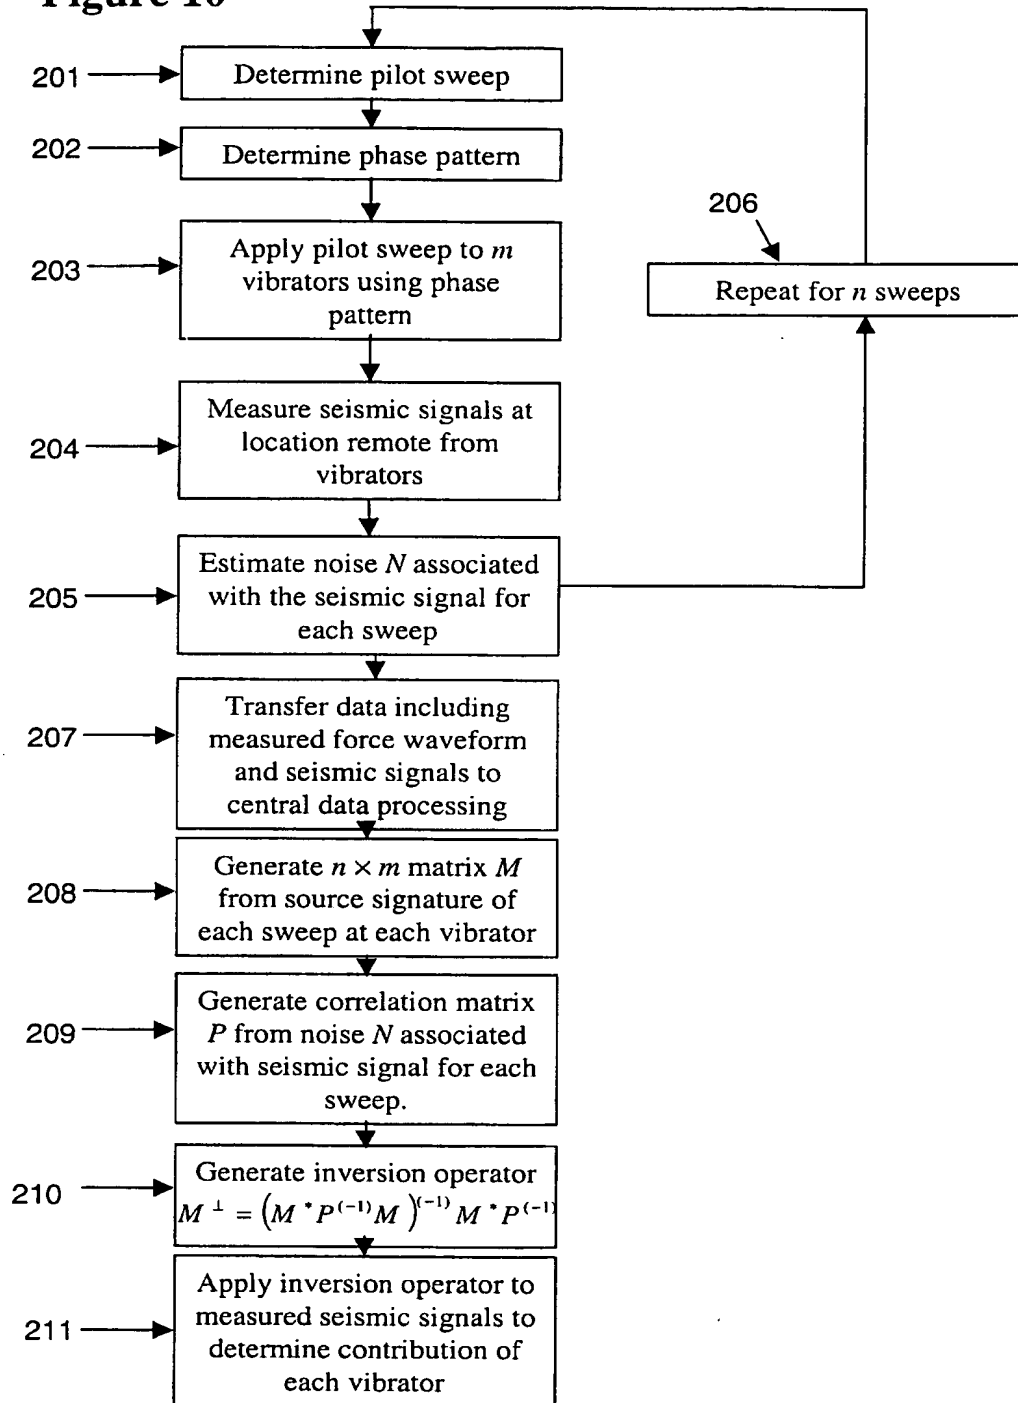 Figure 10
201
Determine pilot sweep
202
Determine phase pattern
203
Apply pilot sweep to m
vibrators using phase
pattern
206
Repeat for n sweeps
204
Measure seismic signals at
location remote from
vibrators
205
Estimate noise N associated
with the seismic signal for
each sweep
207
Transfer data including
measured force waveform
and seismic signals to
central data processing
208
Generate n × m matrix M
from source signature of
each sweep at each vibrator
209
Generate correlation matrix
P from noise N associated
with seismic signal for each
sweep.
210
Generate inversion operator
M ⊥ = (M * P (-1) M ) (-1) M * P (-1)
211
Apply inversion operator to
measured seismic signals to
determine contribution of
each vibrator